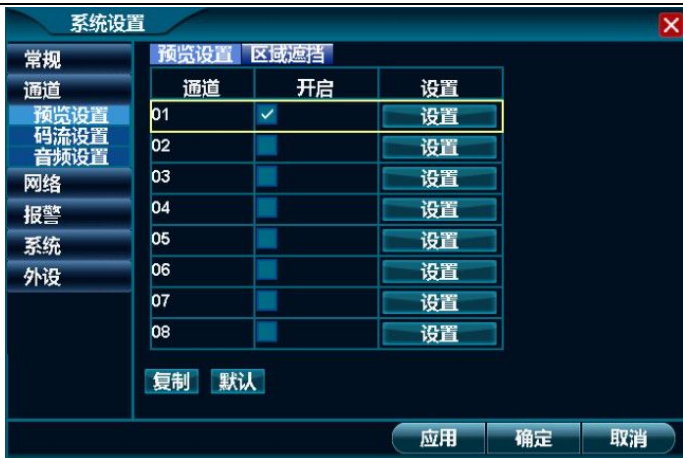 系统设置
常规
通道
预览设置
码流设置
音频设置
网络
报警
系统
外设
预览设置 区域遮挡
通道 开启 设置
01 设置
02 设置
03 设置
04 设置
05 设置
06 设置
07 设置
08 设置
复制 默认
应用 确定 取消